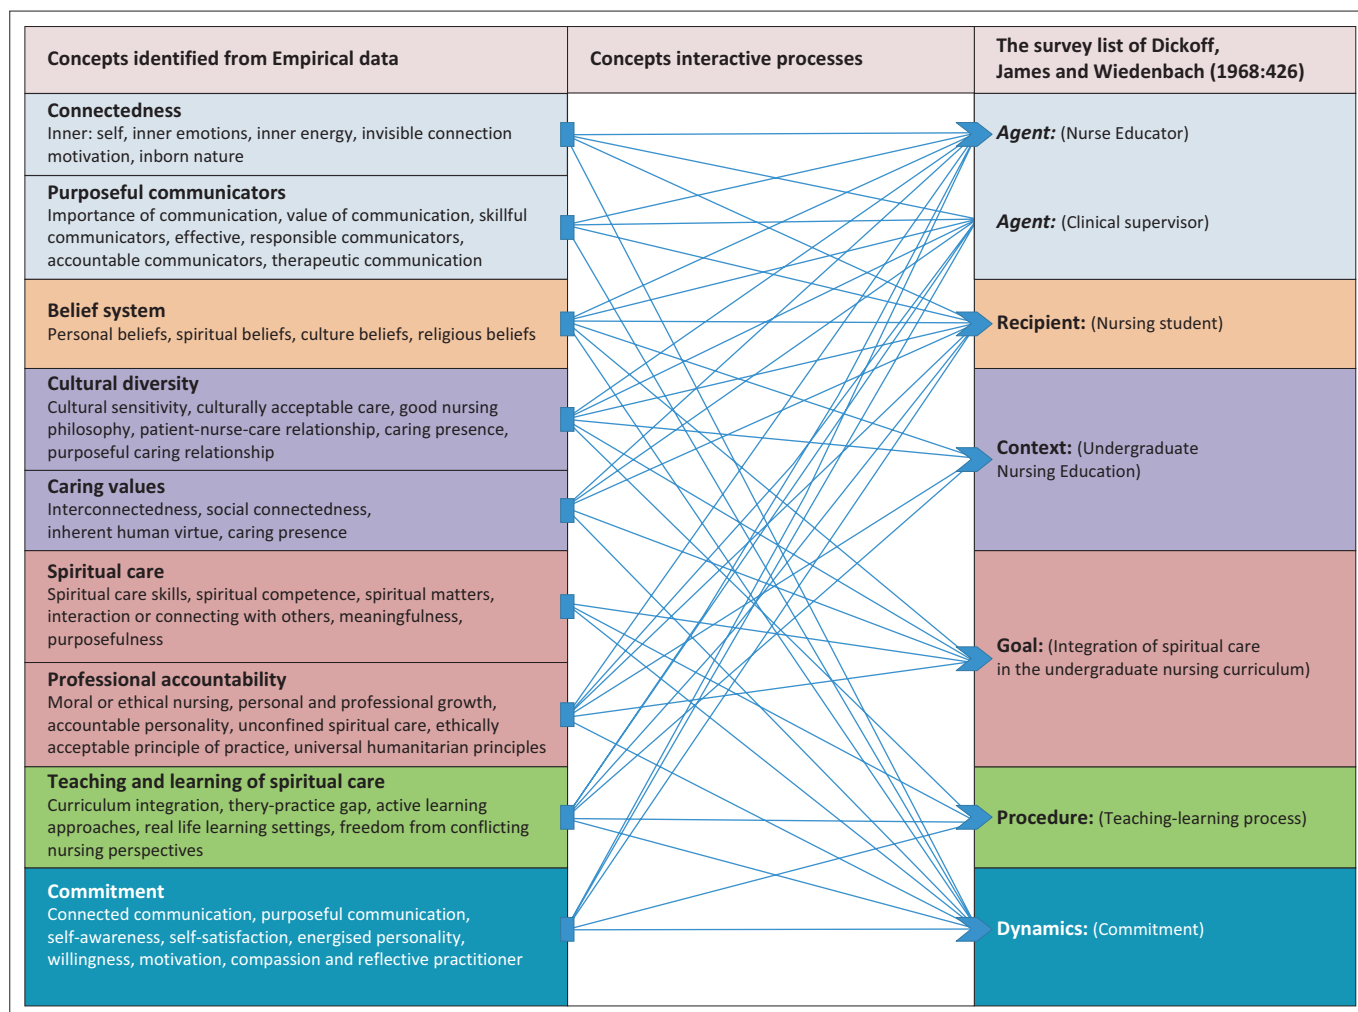 Concepts identified from Empirical data
Concepts interactive processes
The survey list of Dickoff,
James and Wiedenbach (1968:426)
Connectedness
Inner: self, inner emotions, inner energy, invisible connection
motivation, inborn nature
Purposeful communicators
Importance of communication, value of communication, skillful
communicators, effective, responsible communicators,
accountable communicators, therapeutic communication
Belief system
Personal beliefs, spiritual beliefs, culture beliefs, religious beliefs
Cultural diversity
Cultural sensitivity, culturally acceptable care, good nursing
philosophy, patient-nurse-care relationship, caring presence,
purposeful caring relationship
Caring values
Interconnectedness, social connectedness,
inherent human virtue, caring presence
Spiritual care
Spiritual care skills, spiritual competence, spiritual matters,
interaction or connecting with others, meaningfulness,
purposefulness
Professional accountability
Moral or ethical nursing, personal and professional growth,
accountable personality, unconfined spiritual care, ethically
acceptable principle of practice, universal humanitarian principles
Teaching and learning of spiritual care
Curriculum integration, thery-practice gap, active learning
approaches, real life learning settings, freedom from conflicting
nursing perspectives
Commitment
Connected communication, purposeful communication,
self-awareness, self-satisfaction, energised personality,
willingness, motivation, compassion and reflective practitioner
Agent: (Nurse Educator)
Agent: (Clinical supervisor)
Recipient: (Nursing student)
Context: (Undergraduate
Nursing Education)
Goal: (Integration of spiritual care
in the undergraduate nursing curriculum)
Procedure: (Teaching-learning process)
Dynamics: (Commitment)